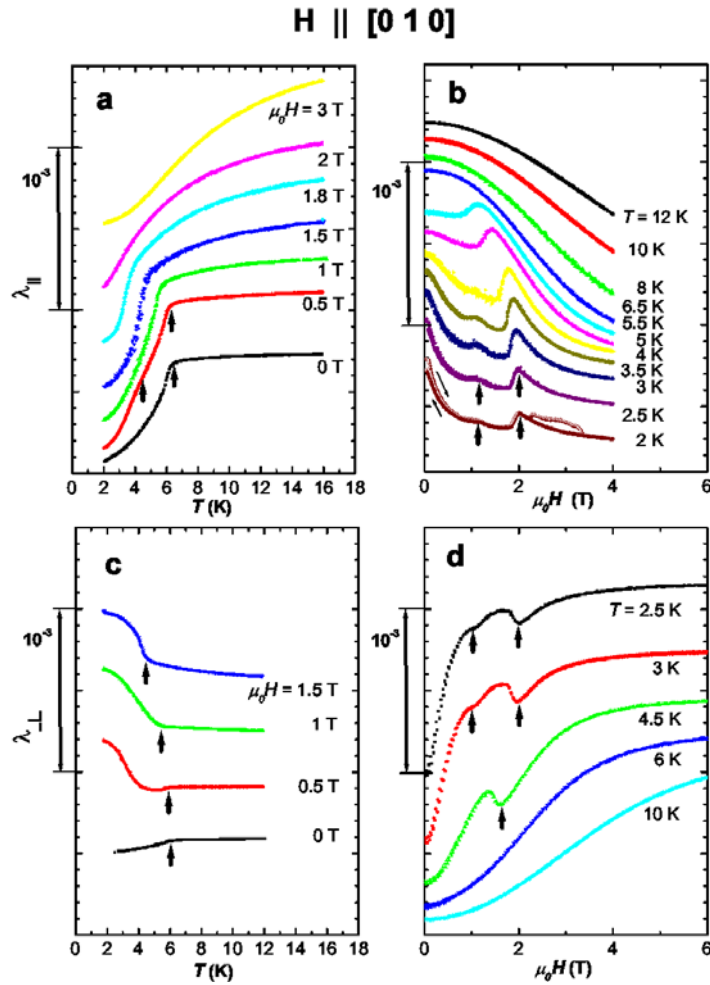 H || [0 1 0]
a
μ₀H = 3 T
2 T
1.8 T
1.5 T
1 T
0.5 T
0 T
10⁻³
λ||
0 2 4 6 8 10 12 14 16 18
T (K)
b
10⁻³
T = 12 K
10 K
8 K
6.5 K
5.5 K
5 K
4 K
3.5 K
3 K
2.5 K
2 K
0 2 4 6
μ₀H (T)
c
10⁻³
μ₀H = 1.5 T
1 T
0.5 T
0 T
λ⊥
0 2 4 6 8 10 12 14 16 18
T (K)
d
10⁻³
T = 2.5 K
3 K
4.5 K
6 K
10 K
0 2 4 6
μ₀H (T)